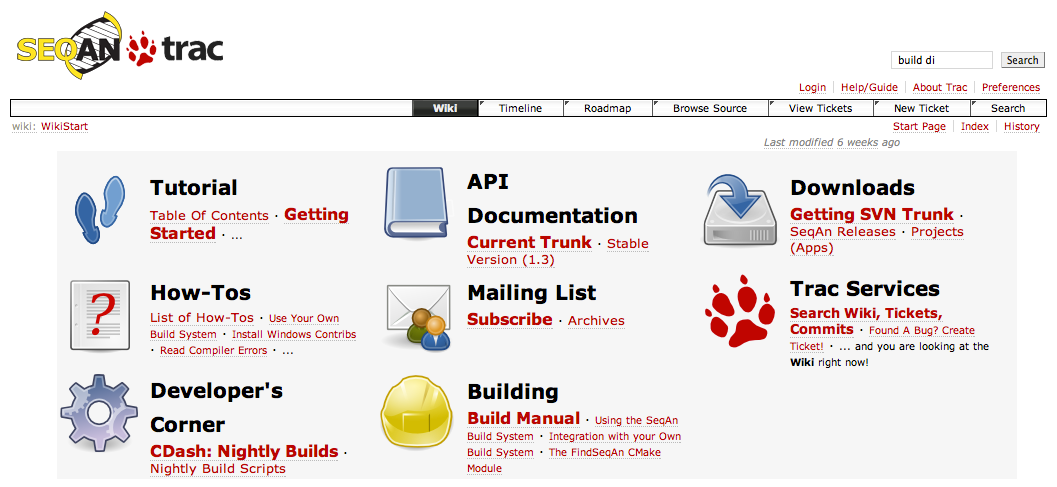 SEQAN trac
build di
Search
Login Help/Guide About Trac Preferences
Wiki Timeline Roadmap Browse Source View Tickets New Ticket Search
wiki: WikiStart
Start Page Index History
Last modified 6 weeks ago
Tutorial
Table Of Contents · Getting
Started · ...
API
Documentation
Current Trunk · Stable
Version (1.3)
Downloads
Getting SVN Trunk ·
SeqAn Releases · Projects
(Apps)
How-Tos
List of How-Tos · Use Your Own
Build System · Install Windows Contribs
· Read Compiler Errors · ...
Mailing List
Subscribe · Archives
Trac Services
Search Wiki, Tickets,
Commits · Found A Bug? Create
Ticket! · ... and you are looking at the
Wiki right now!
Developer's
Corner
CDash: Nightly Builds ·
Nightly Build Scripts
Building
Build Manual · Using the SeqAn
Build System · Integration with your Own
Build System · The FindSeqAn CMake
Module